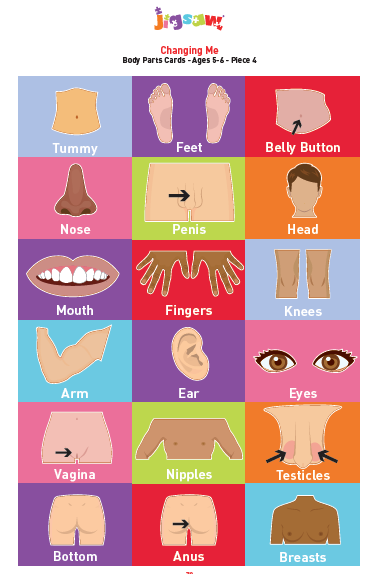 jigsaw
Changing Me
Body Parts Cards - Ages 5-6 - Piece 4
Tummy
Feet
Belly Button
Nose
Penis
Head
Mouth
Fingers
Knees
Arm
Ear
Eyes
Vagina
Nipples
Testicles
Bottom
Anus
Breasts